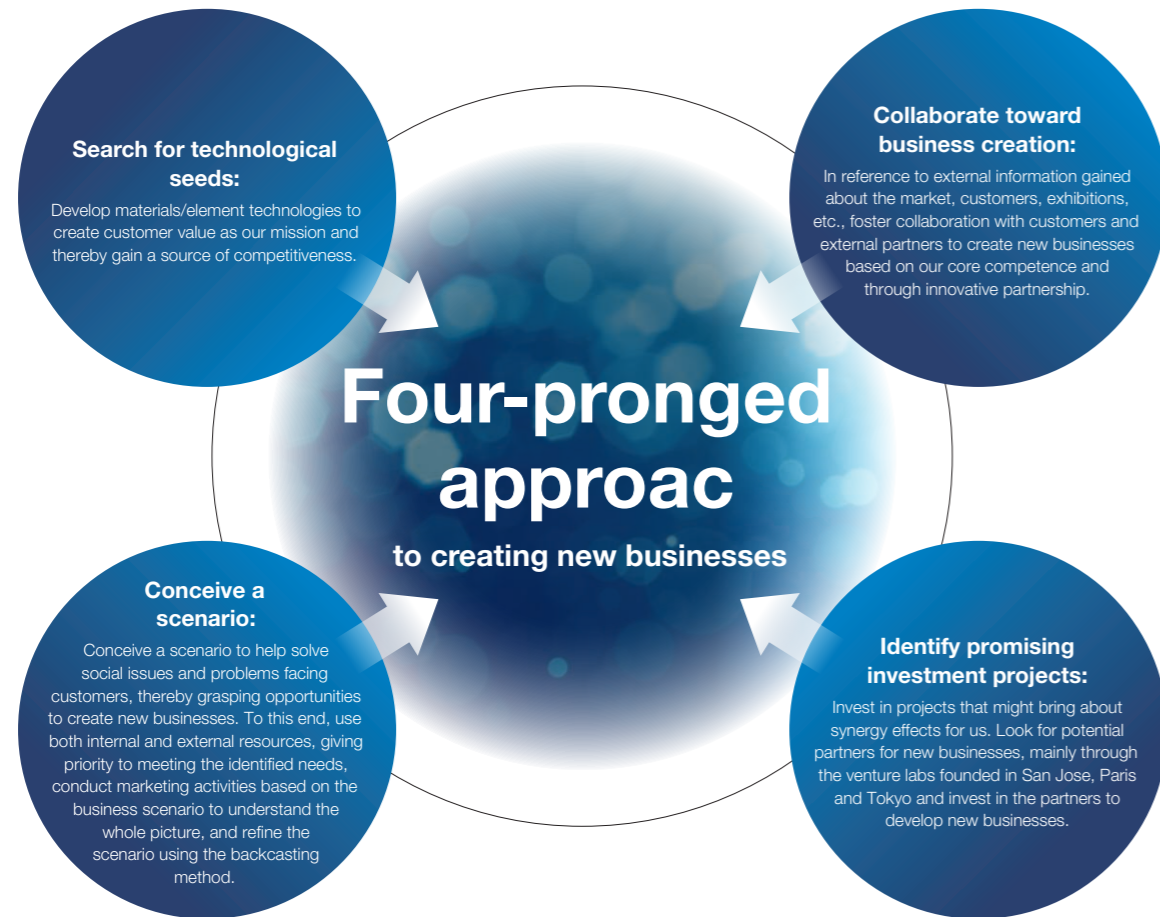 Search for technological
seeds:
Develop materials/element technologies to
create customer value as our mission and
thereby gain a source of competitiveness.
Collaborate toward
business creation:
In reference to external information gained
about the market, customers, exhibitions,
etc., foster collaboration with customers and
external partners to create new businesses
based on our core competence and
through innovative partnership.
Four-pronged
approac
to creating new businesses
Conceive a
scenario:
Conceive a scenario to help solve
social issues and problems facing
customers, thereby grasping opportunities
to create new businesses. To this end, use
both internal and external resources, giving
priority to meeting the identified needs,
conduct marketing activities based on the
business scenario to understand the
whole picture, and refine the
scenario using the backcasting
method.
Identify promising
investment projects:
Invest in projects that might bring about
synergy effects for us. Look for potential
partners for new businesses, mainly through
the venture labs founded in San Jose, Paris
and Tokyo and invest in the partners to
develop new businesses.